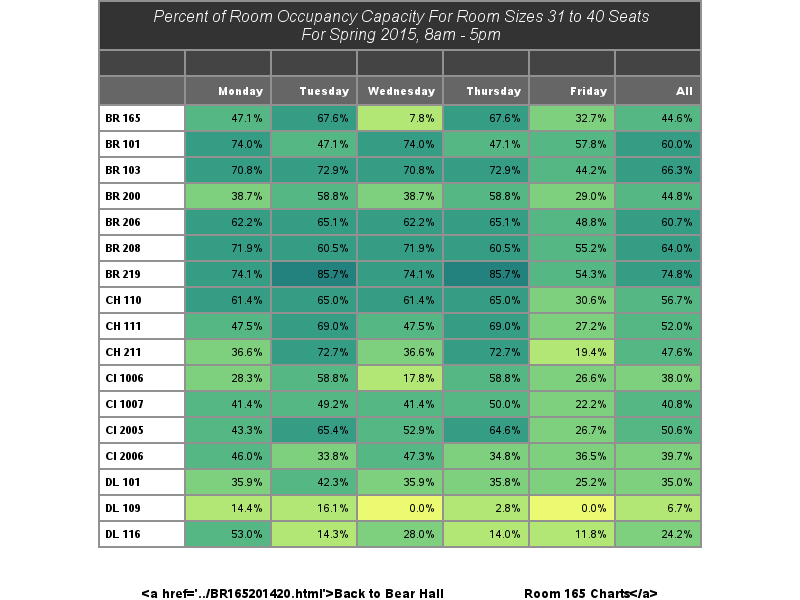 Percent of Room Occupancy Capacity For Room Sizes 31 to 40 Seats
For Spring 2015, 8am - 5pm
Monday Tuesday Wednesday Thursday Friday All
BR 165 47.1% 67.6% 7.8% 67.6% 32.7% 44.6%
BR 101 74.0% 47.1% 74.0% 47.1% 57.8% 60.0%
BR 103 70.8% 72.9% 70.8% 72.9% 44.2% 66.3%
BR 200 38.7% 58.8% 38.7% 58.8% 29.0% 44.8%
BR 206 62.2% 65.1% 62.2% 65.1% 48.8% 60.7%
BR 208 71.9% 60.5% 71.9% 60.5% 55.2% 64.0%
BR 219 74.1% 85.7% 74.1% 85.7% 54.3% 74.8%
CH 110 61.4% 65.0% 61.4% 65.0% 30.6% 56.7%
CH 111 47.5% 69.0% 47.5% 69.0% 27.2% 52.0%
CH 211 36.6% 72.7% 36.6% 72.7% 19.4% 47.6%
CI 1006 28.3% 58.8% 17.8% 58.8% 26.6% 38.0%
CI 1007 41.4% 49.2% 41.4% 50.0% 22.2% 40.8%
CI 2005 43.3% 65.4% 52.9% 64.6% 26.7% 50.6%
CI 2006 46.0% 33.8% 47.3% 34.8% 36.5% 39.7%
DL 101 35.9% 42.3% 35.9% 35.8% 25.2% 35.0%
DL 109 14.4% 16.1% 0.0% 2.8% 0.0% 6.7%
DL 116 53.0% 14.3% 28.0% 14.0% 11.8% 24.2%
<a href='../BR165201420.html'>Back to Bear Hall Room 165 Charts</a>